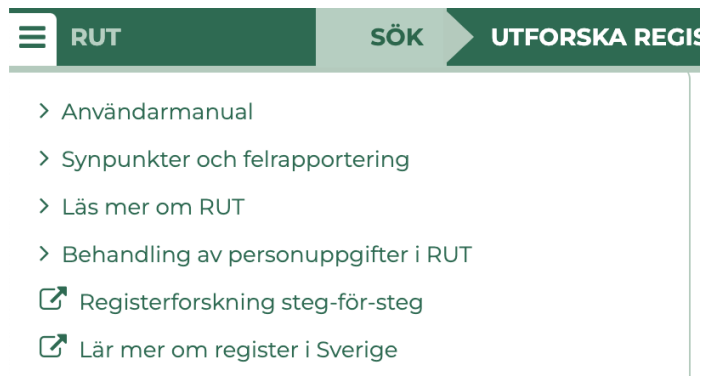 RUT SÖK UTFORSKA REGIS
Användarmanual
Synpunkter och felrapportering
Läs mer om RUT
Behandling av personuppgifter i RUT
Registerforskning steg-för-steg
Lär mer om register i Sverige